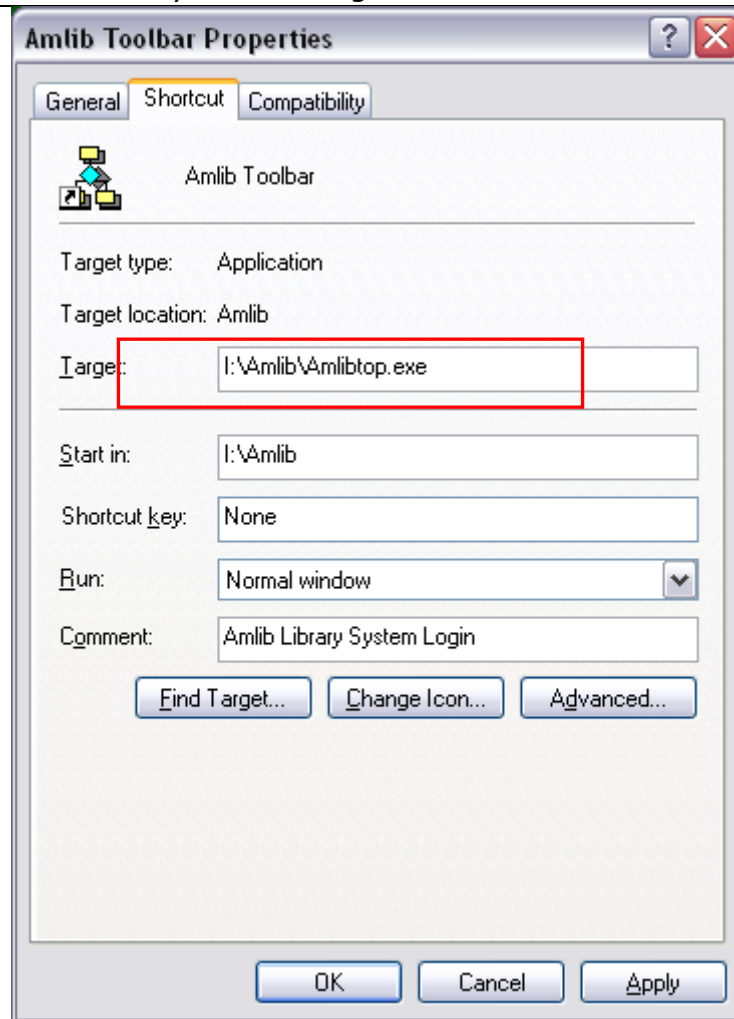 Amlib Toolbar Properties
General Shortcut Compatibility
Amlib Toolbar
Target type: Application
Target location: Amlib
Target: I:\Amlib\Amlibtop.exe
Start in: I:\Amlib
Shortcut key: None
Run: Normal window
Comment: Amlib Library System Login
Find Target... Change Icon... Advanced...
OK Cancel Apply